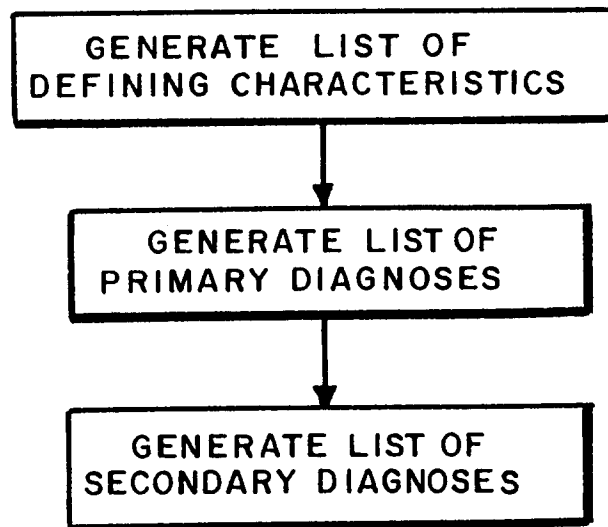 GENERATE LIST OF
DEFINING CHARACTERISTICS
GENERATE LIST OF
PRIMARY DIAGNOSES
GENERATE LIST OF
SECONDARY DIAGNOSES